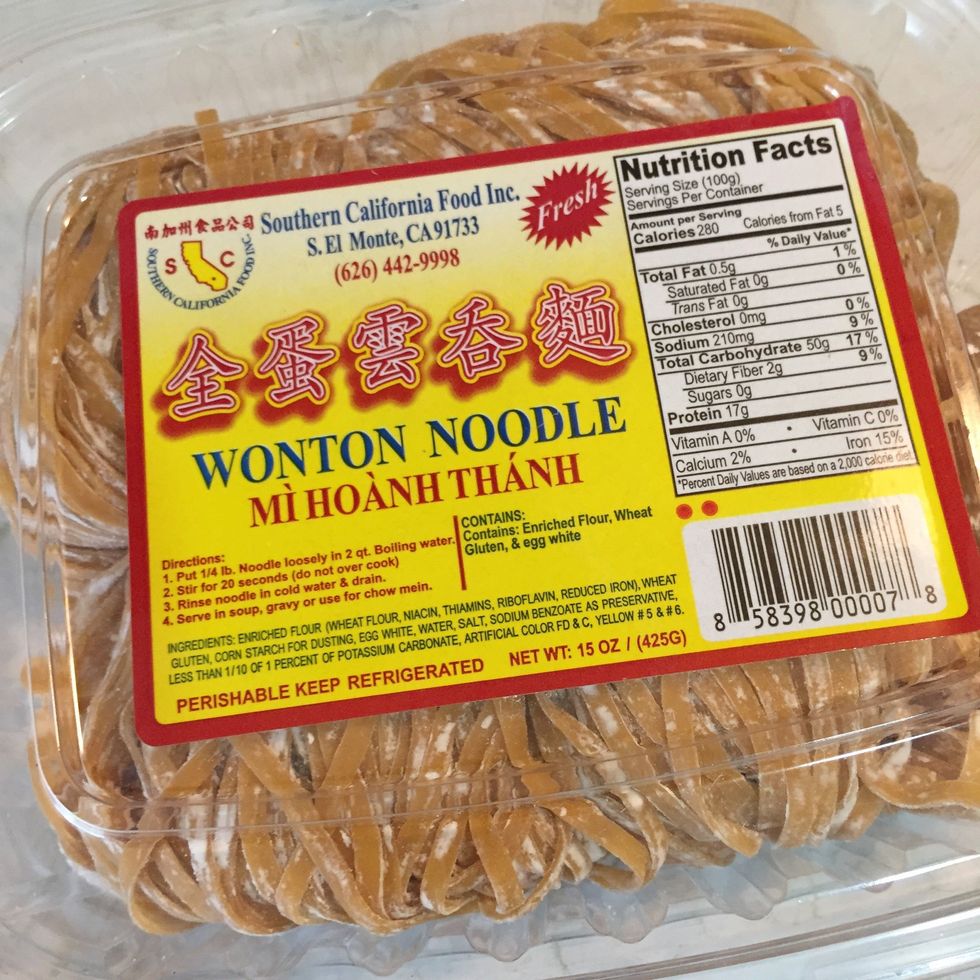 南加州食品公司
S C
SOUTHERN CALIFORNIA FOOD INC.
Southern California Food Inc.
S. El Monte, CA 91733
(626) 442-9998
Fresh
全蛋雲吞麵
WONTON NOODLE
MÌ HOÀNH THÁNH
Directions:
1. Put 1/4 lb. Noodle loosely in 2 qt. Boiling water.
2. Stir for 20 seconds (do not over cook)
3. Rinse noodle in cold water & drain.
4. Serve in soup, gravy or use for chow mein.
CONTAINS:
Contains: Enriched Flour, Wheat
Gluten, & egg white
INGREDIENTS: ENRICHED FLOUR (WHEAT FLOUR, NIACIN, THIAMINS, RIBOFLAVIN, REDUCED IRON), WHEAT
GLUTEN, CORN STARCH FOR DUSTING, EGG WHITE, WATER, SALT, SODIUM BENZOATE AS PRESERVATIVE,
LESS THAN 1/10 OF 1 PERCENT OF POTASSIUM CARBONATE, ARTIFICIAL COLOR FD & C, YELLOW # 5 & # 6.
PERISHABLE KEEP REFRIGERATED NET WT: 15 OZ / (425G)
Nutrition Facts
Serving Size (100g)
Servings Per Container
Amount per Serving
Calories 280 Calories from Fat 5
% Daily Value*
Total Fat 0.5g 1%
Saturated Fat 0g 0%
Trans Fat 0g
Cholesterol 0mg 0%
Sodium 210mg 9%
Total Carbohydrate 50g 17%
Dietary Fiber 2g 9%
Sugars 0g
Protein 17g
Vitamin A 0% • Vitamin C 0%
Calcium 2% • Iron 15%
*Percent Daily Values are based on a 2,000 calorie diet.
8 58398 00007 8